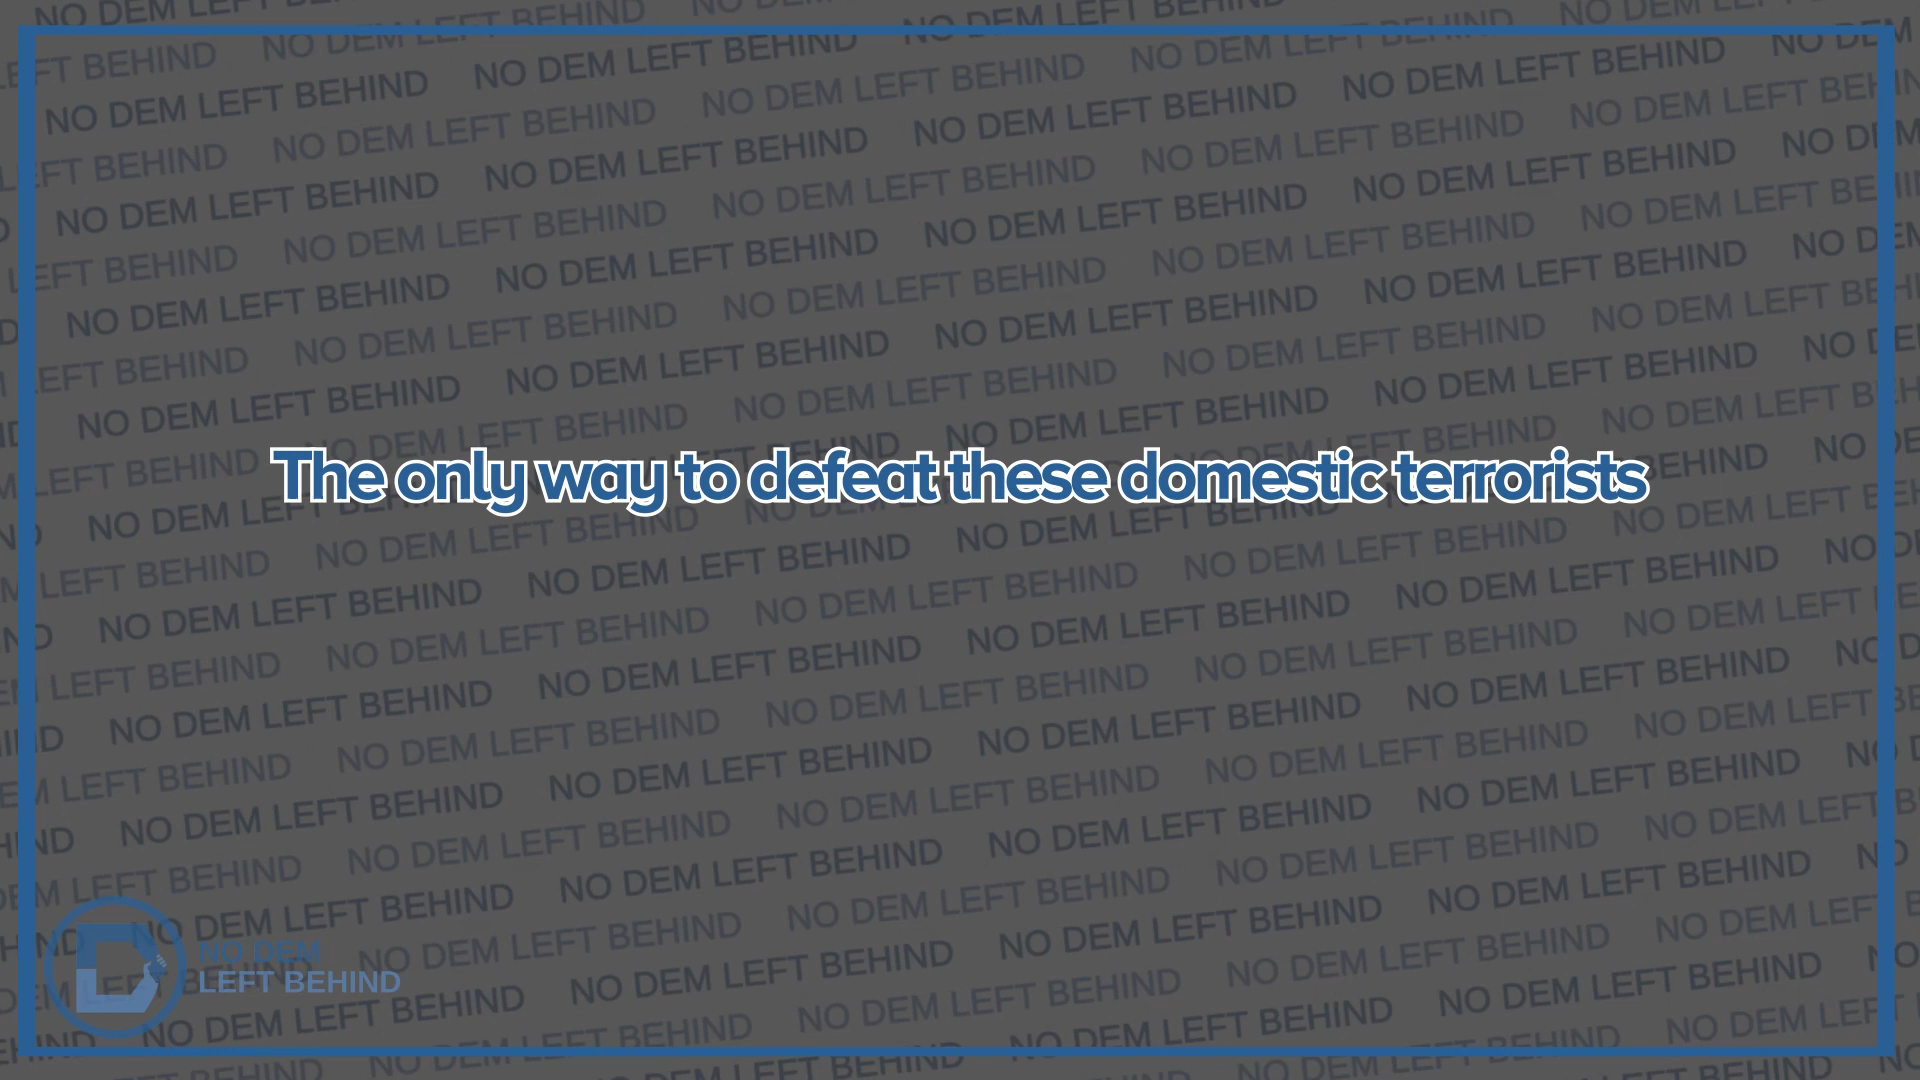 The only way to defeat these domestic terrorists
NO DEM
LEFT BEHIND
NO DEM LEFT BEHIND